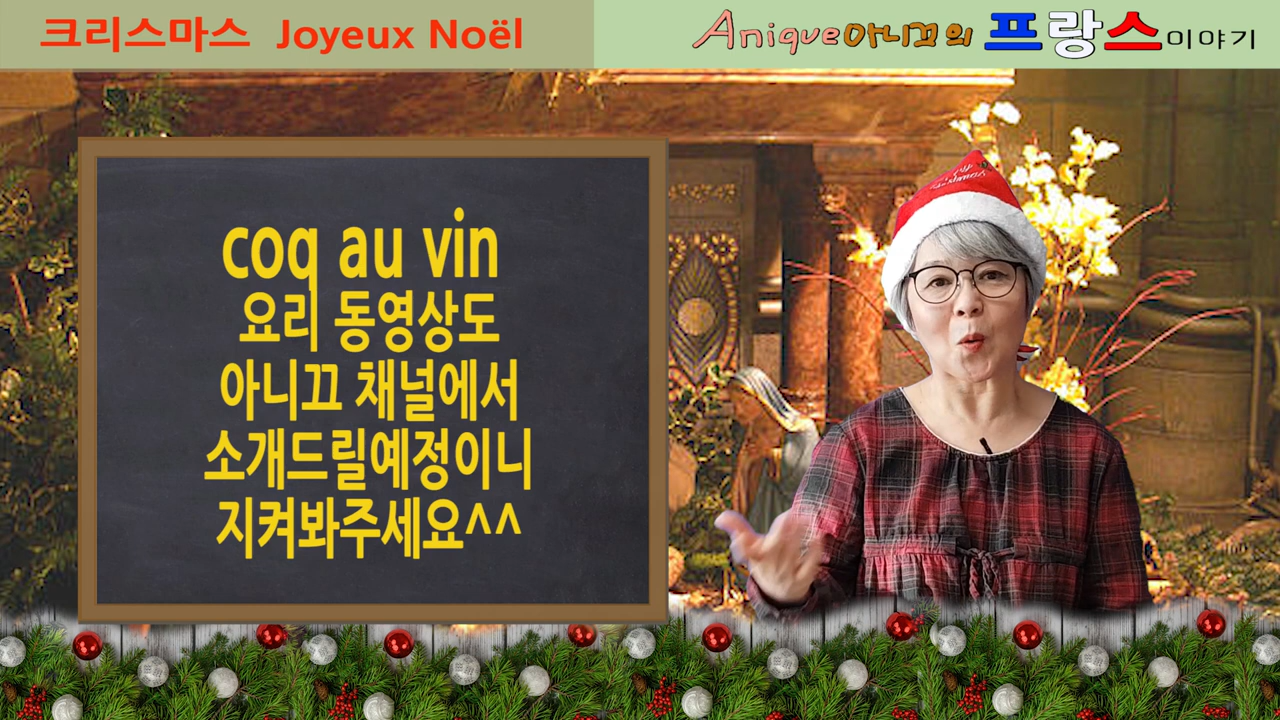 크리스마스 Joyeux Noël
Anique아니끄의 프랑스이야기
coq au vin
요리 동영상도
아니끄 채널에서
소개드릴예정이니
지켜봐주세요^^